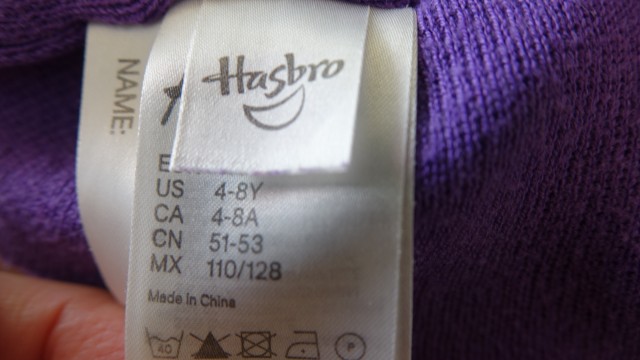 Hasbro
NAME:
US 4-8Y
CA 4-8A
CN 51-53
MX 110/128
Made in China
40
P